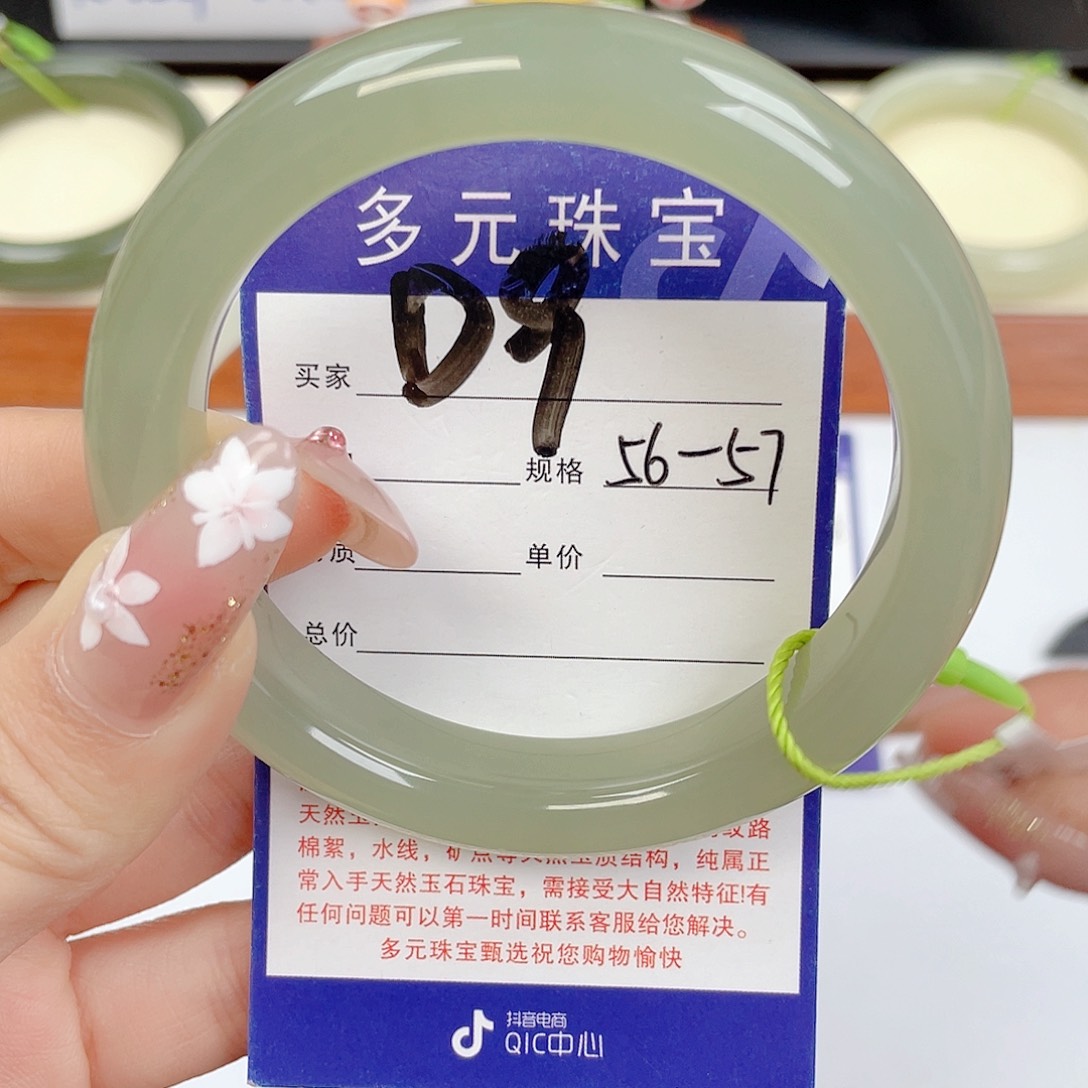 多元珠宝
D9
买家
规格 56-57
质 单价
总价
天然
棉絮，水线，矿点等天然玉质结构，纯属正
常入手天然玉石珠宝，需接受大自然特征!有
任何问题可以第一时间联系客服给您解决。
多元珠宝甄选祝您购物愉快
抖音电商
QIC中心